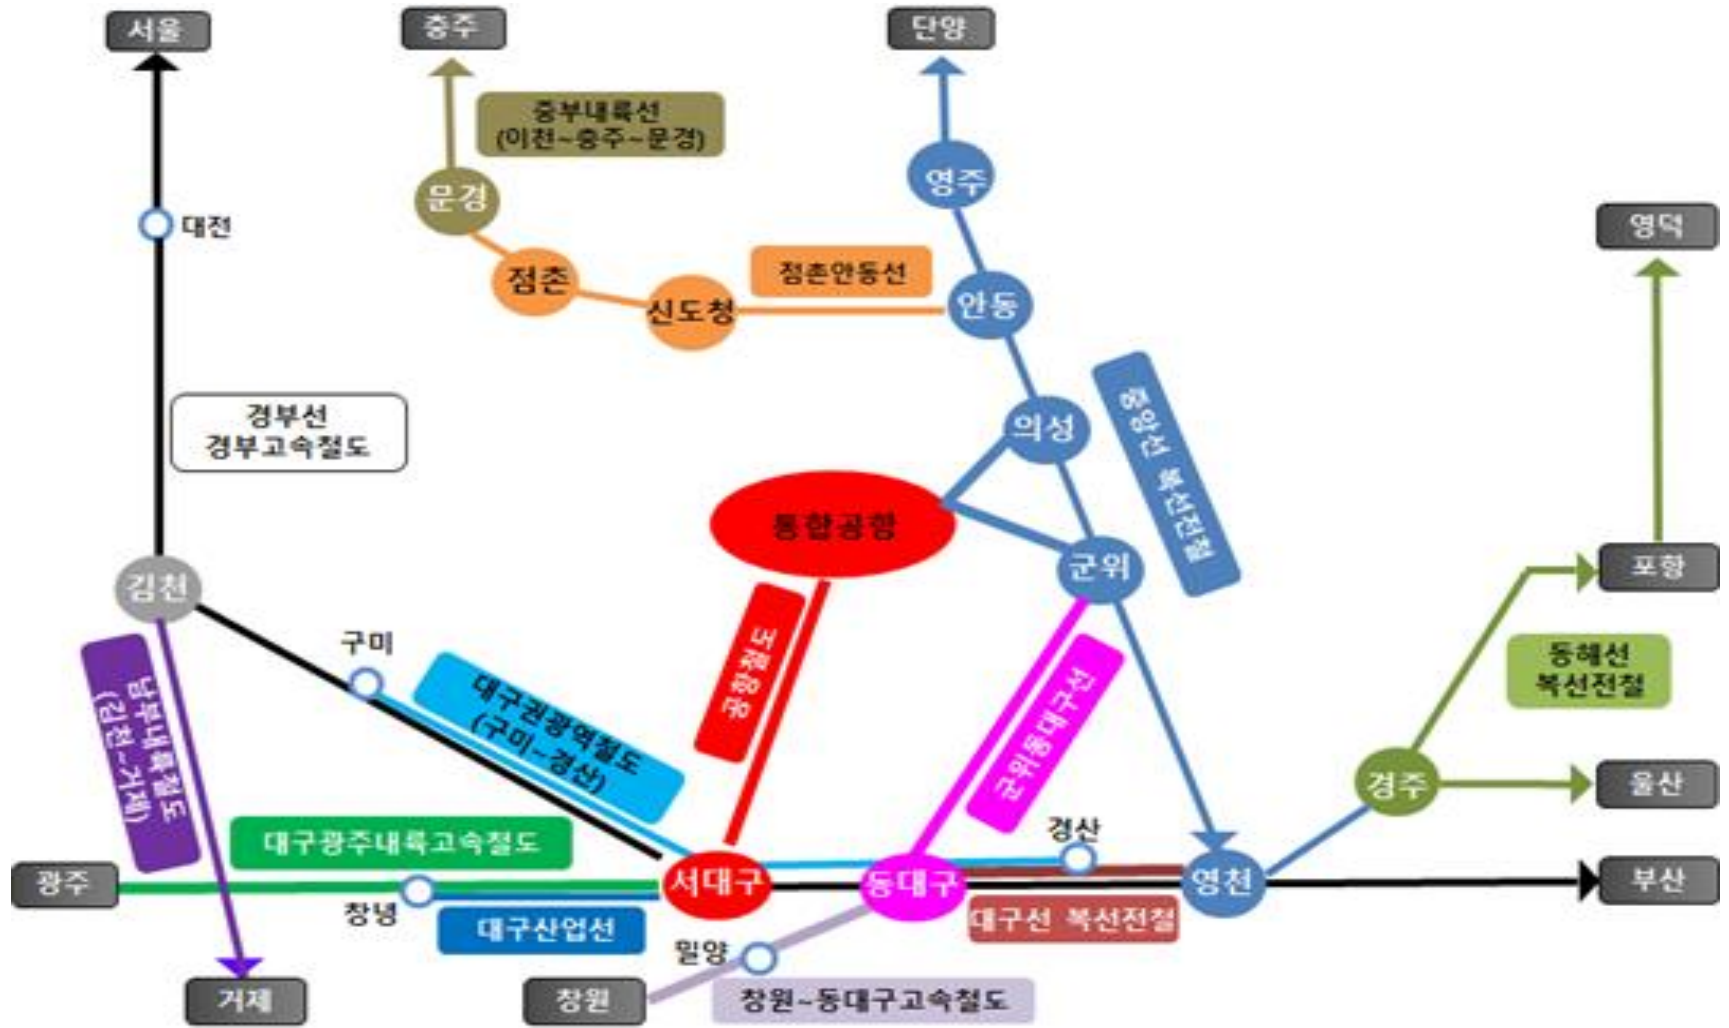 서울
충주
단양
중부내륙선
(이천~충주~문경)
문경
영주
대전
영덕
점촌
신도청
점촌안동선
안동
경부선
경부고속철도
의성
중앙선 복선전철
통합공항
군위
포항
김천
구미
대구권광역철도
(구미~경산)
공항철도
군위동대구선
동해선
복선전철
남부내륙철도
(김천~거제)
경주
울산
경산
대구광주내륙고속철도
광주
서대구
동대구
영천
부산
창녕
대구산업선
대구선 복선전철
밀양
거제
창원
창원~동대구고속철도